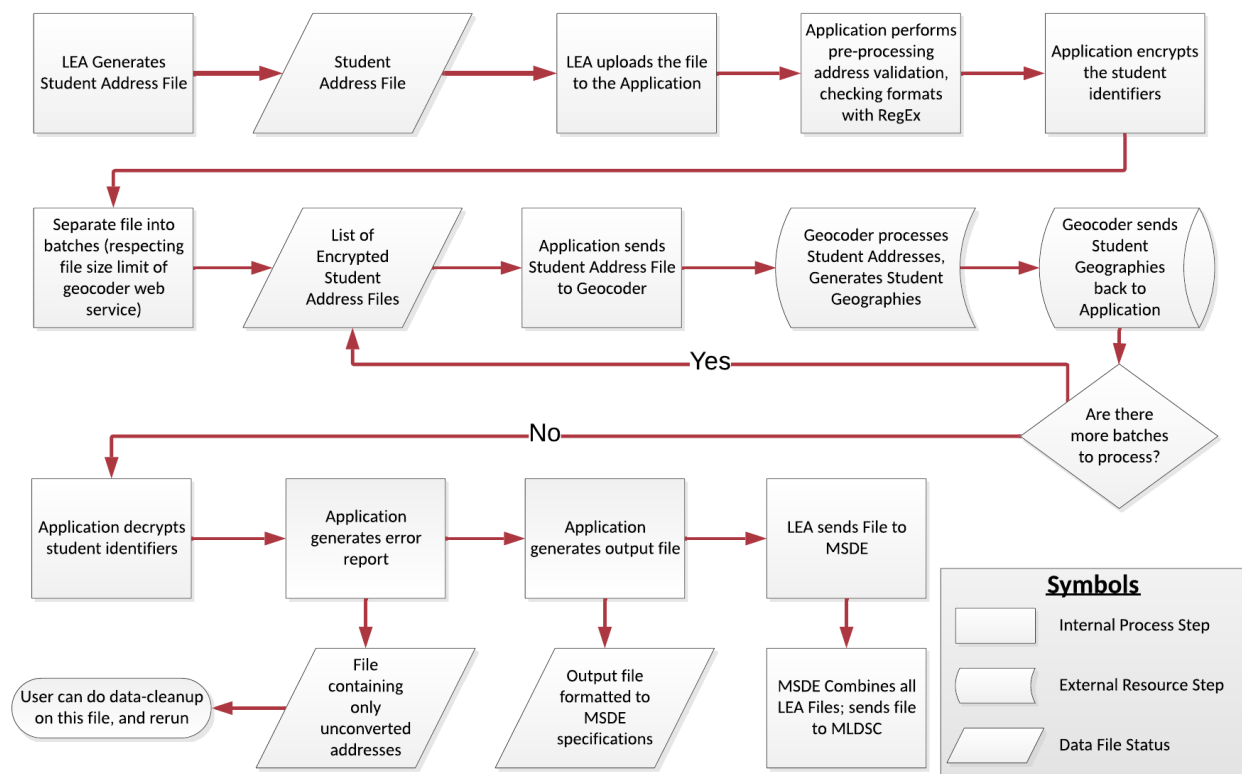 LEA Generates
Student Address File
Student
Address File
LEA uploads the file
to the Application
Application performs
pre-processing
address validation,
checking formats
with RegEx
Application encrypts
the student
identifiers
Separate file into
batches (respecting
file size limit of
geocoder web
service)
List of
Encrypted
Student
Address Files
Application sends
Student Address File
to Geocoder
Geocoder processes
Student Addresses,
Generates Student
Geographies
Geocoder sends
Student
Geographies
back to
Application
Yes
Are there
more batches
to process?
No
Application decrypts
student identifiers
Application
generates error
report
Application
generates output file
LEA sends File to
MSDE
User can do data-cleanup
on this file, and rerun
File
containing
only
unconverted
addresses
Output file
formatted to
MSDE
specifications
MSDE Combines all
LEA Files; sends file
to MLDSC
Symbols
Internal Process Step
External Resource Step
Data File Status